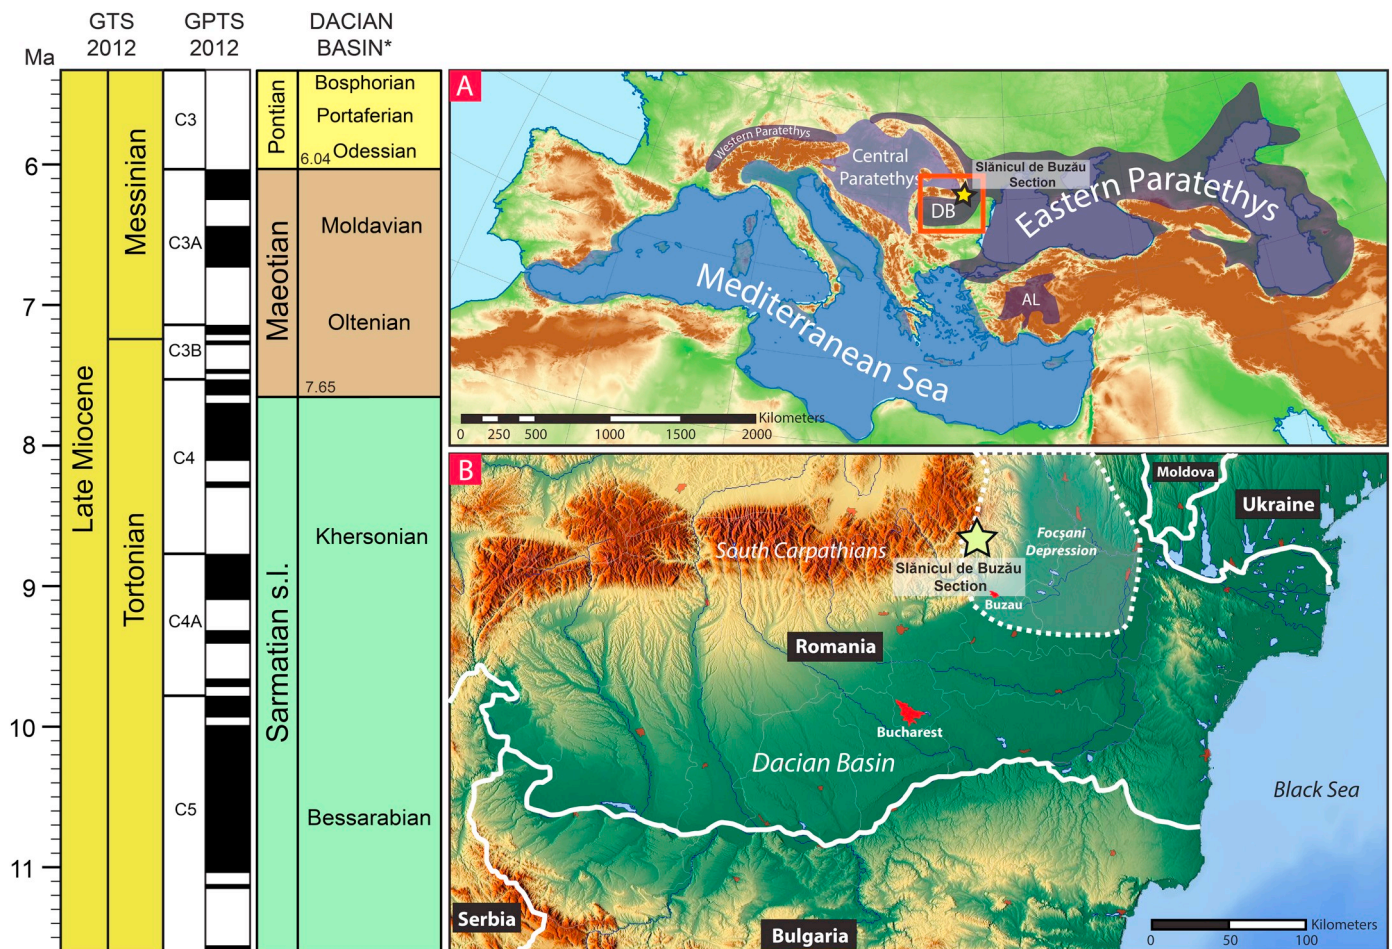 GTS
2012
GPTS
2012
DACIAN
BASIN*
Ma
6
7
8
9
10
11
Late Miocene
Messinian
Tortonian
C3
C3A
C3B
C4
C4A
C5
Pontian
Bosphorian
Portaferian
6.04 Odessian
Maeotian
Moldavian
Oltenian
7.65
Sarmatian s.l.
Khersonian
Bessarabian
A
Western Paratethys
Central
Paratethys
Slănicul de Buzău
Section
DB
Eastern Paratethys
AL
Mediterranean Sea
Kilometers
0 250 500 1000 1500 2000
B
Moldova
Ukraine
South Carpathians
Focșani
Depression
Slănicul de Buzău
Section
Buzau
Romania
Bucharest
Dacian Basin
Black Sea
Serbia
Bulgaria
Kilometers
0 50 100